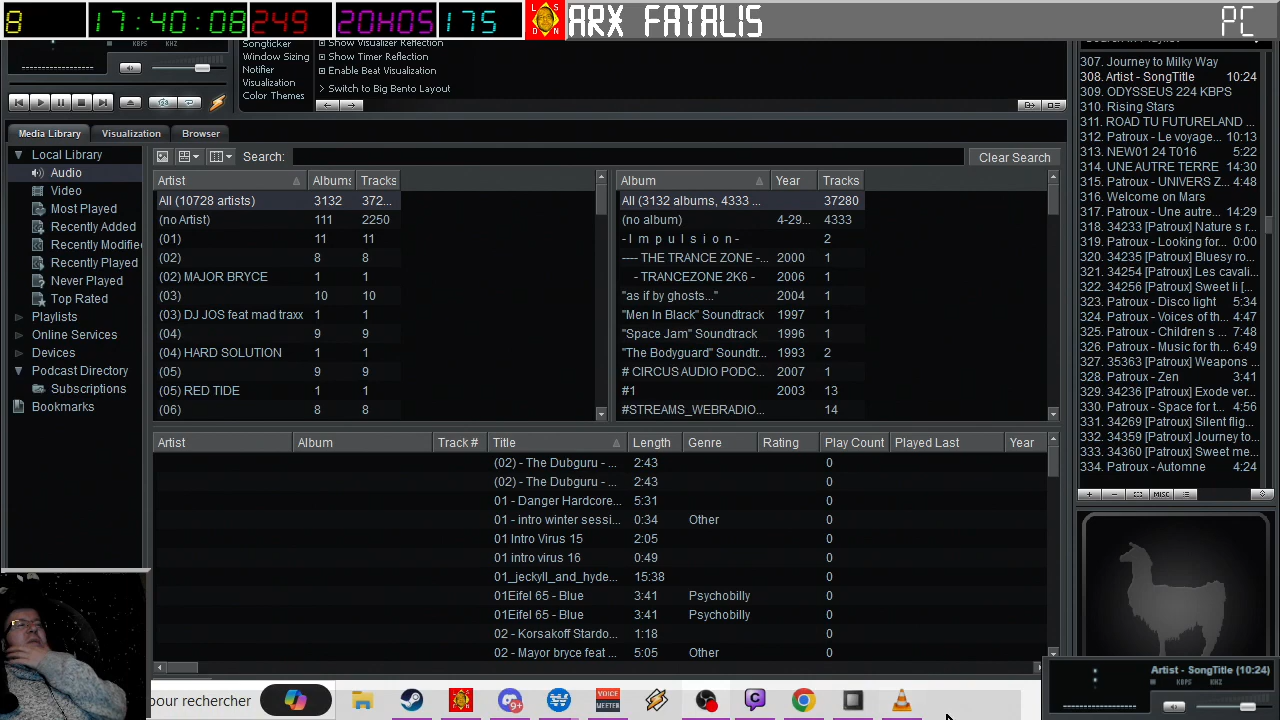 8
17:40:08
249
20H05
175
LSDN
ARX FATALIS
PC
KBPS KHZ
Songticker
Window Sizing
Notifier
Visualization
Color Themes
Show Visualizer Reflection
Show Timer Reflection
Enable Beat Visualization
> Switch to Big Bento Layout
Media Library
Visualization
Browser
Local Library
Audio
Video
Most Played
Recently Added
Recently Modifie
Recently Played
Never Played
Top Rated
Playlists
Online Services
Devices
Podcast Directory
Subscriptions
Bookmarks
Search:
Clear Search
Artist Albums Tracks
All (10728 artists) 3132 372...
(no Artist) 111 2250
(01) 11 11
(02) 8 8
(02) MAJOR BRYCE 1 1
(03) 10 10
(03) DJ JOS feat mad traxx 1 1
(04) 9 9
(04) HARD SOLUTION 1 1
(05) 9 9
(05) RED TIDE 1 1
(06) 8 8
Album Year Tracks
All (3132 albums, 4333 ... 37280
(no album) 4-29... 4333
- I m p u l s i o n - 2
---- THE TRANCE ZONE -... 2000 1
- TRANCEZONE 2K6 - 2006 1
"as if by ghosts..." 2004 1
"Men In Black" Soundtrack 1997 1
"Space Jam" Soundtrack 1996 1
"The Bodyguard" Soundtr... 1993 2
# CIRCUS AUDIO PODC... 2007 1
#1 2003 13
#STREAMS_WEBRADIO... 14
Artist Album Track # Title Length Genre Rating Play Count Played Last Year
(02) - The Dubguru - ... 2:43 0
(02) - The Dubguru - ... 2:43 0
01 - Danger Hardcore... 5:31 0
01 - intro winter sessi... 0:34 Other 0
01 Intro Virus 15 2:05 0
01 intro virus 16 0:49 0
01_jeckyll_and_hyde... 15:38 0
01Eifel 65 - Blue 3:41 Psychobilly 0
01Eifel 65 - Blue 3:41 Psychobilly 0
02 - Korsakoff Stardo... 1:18 0
02 - Mayor bryce feat ... 5:05 Other 0
307. Journey to Milky Way
308. Artist - SongTitle 10:24
309. ODYSSEUS 224 KBPS
310. Rising Stars
311. ROAD TU FUTURELAND ...
312. Patroux - Le voyage... 10:13
313. NEW01 24 T016 5:22
314. UNE AUTRE TERRE 14:30
315. Patroux - UNIVERS Z... 4:48
316. Welcome on Mars
317. Patroux - Une autre... 14:29
318. 34233 [Patroux] Nature s r...
319. Patroux - Looking for... 0:00
320. 34235 [Patroux] Bluesy ro...
321. 34254 [Patroux] Les cavali...
322. 34256 [Patroux] Sweet li [...
323. Patroux - Disco light 5:34
324. Patroux - Voices of th... 4:47
325. Patroux - Children s ... 7:48
326. Patroux - Music for th... 6:49
327. 35363 [Patroux] Weapons ...
328. Patroux - Zen 3:41
329. 34236 [Patroux] Exode ver...
330. Patroux - Space for t... 4:56
331. 34269 [Patroux] Silent flig...
332. 34359 [Patroux] Journey to...
333. 34360 [Patroux] Sweet me...
334. Patroux - Automne 4:24
MISC
Artist - SongTitle (10:24)
KBPS KHZ
pour rechercher
9+
VOICE
MEETER